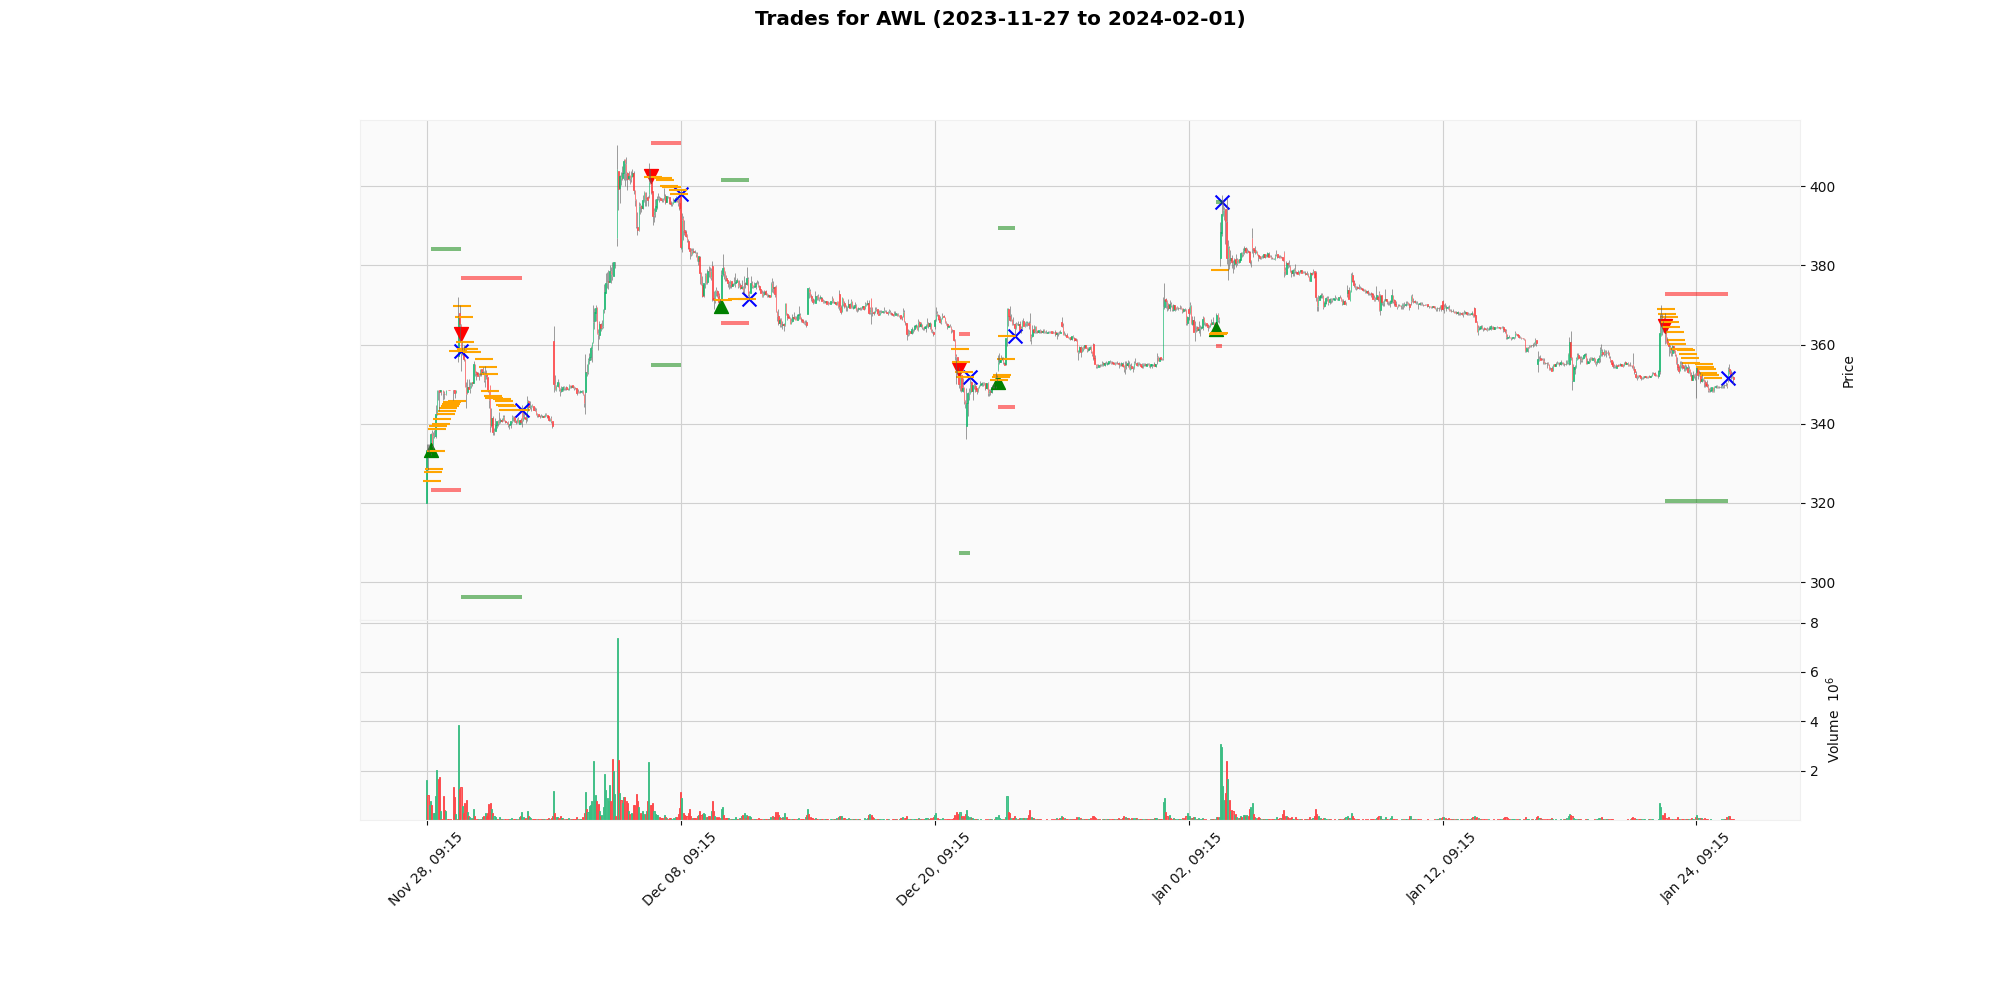 Trades for AWL (2023-11-27 to 2024-02-01)
400
380
360
340
320
300
Price
8
6
4
2
Volume 10^6
Nov 28, 09:15
Dec 08, 09:15
Dec 20, 09:15
Jan 02, 09:15
Jan 12, 09:15
Jan 24, 09:15